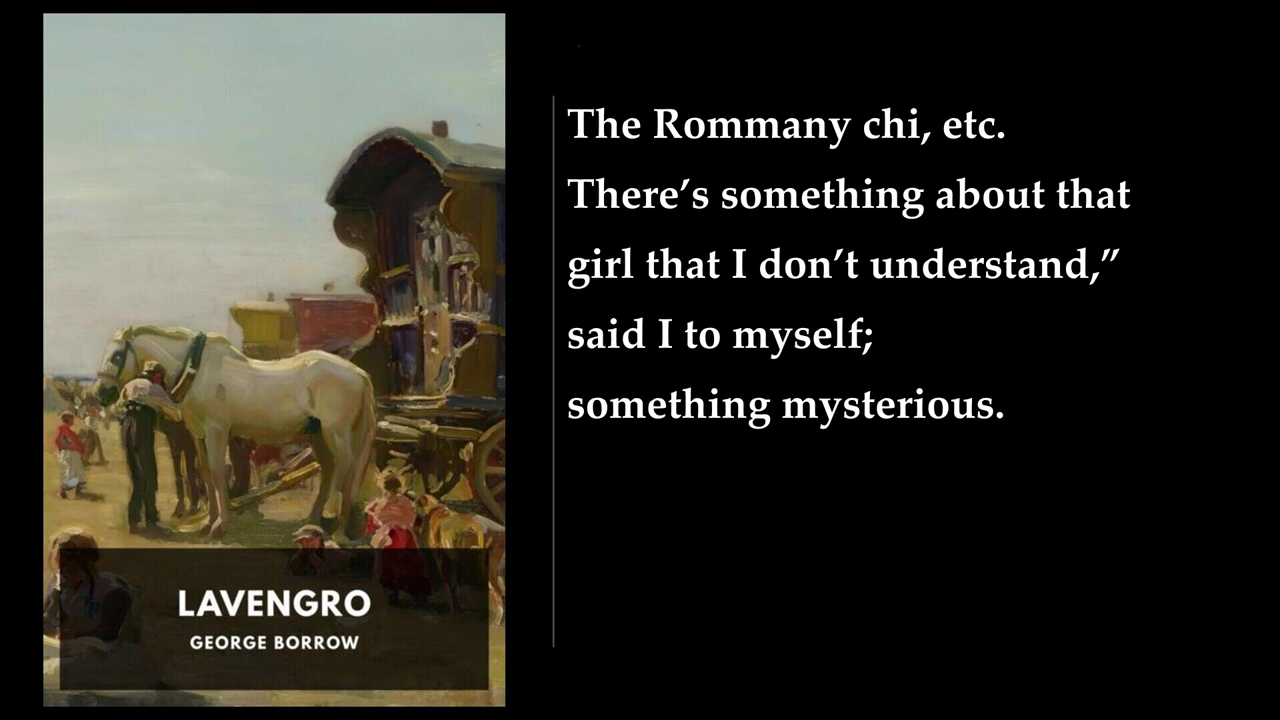 The Rommany chi, etc.
There’s something about that
girl that I don’t understand,”
said I to myself;
something mysterious.
LAVENGRO
GEORGE BORROW